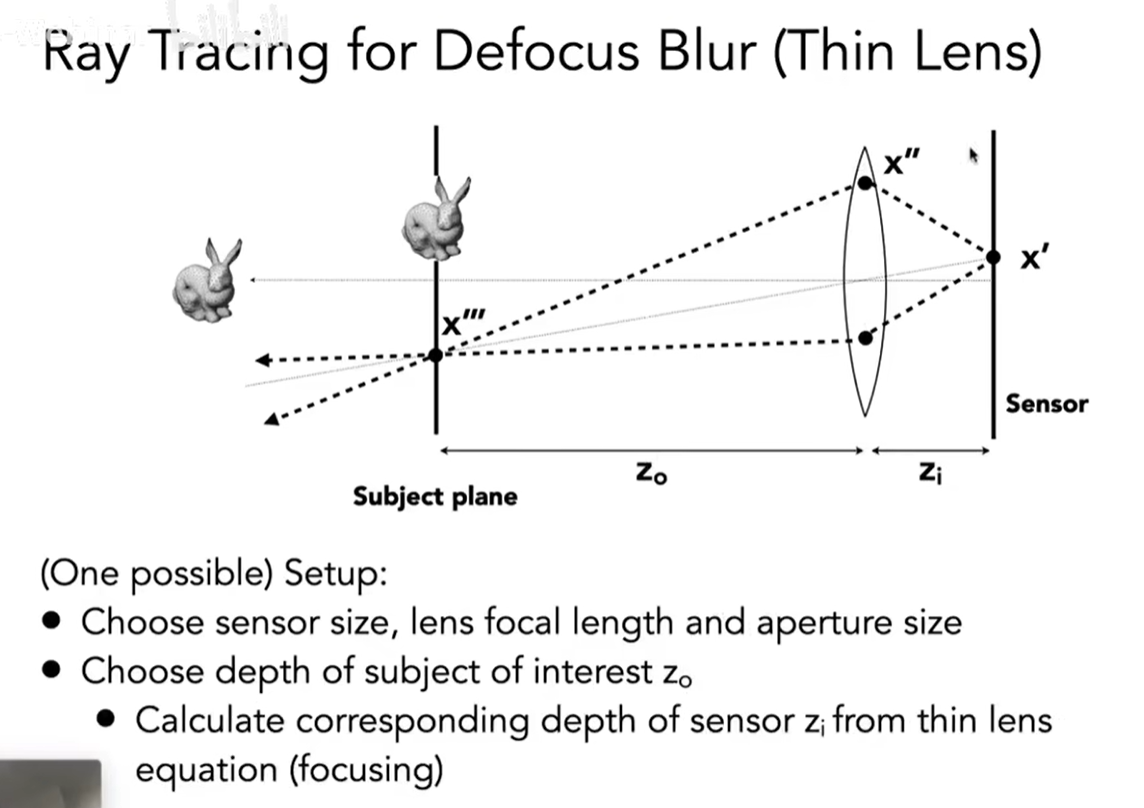 Ray Tracing for Defocus Blur (Thin Lens)
x''
x'
x'''
Sensor
zo
zi
Subject plane
(One possible) Setup:
● Choose sensor size, lens focal length and aperture size
● Choose depth of subject of interest zo
● Calculate corresponding depth of sensor zi from thin lens
equation (focusing)